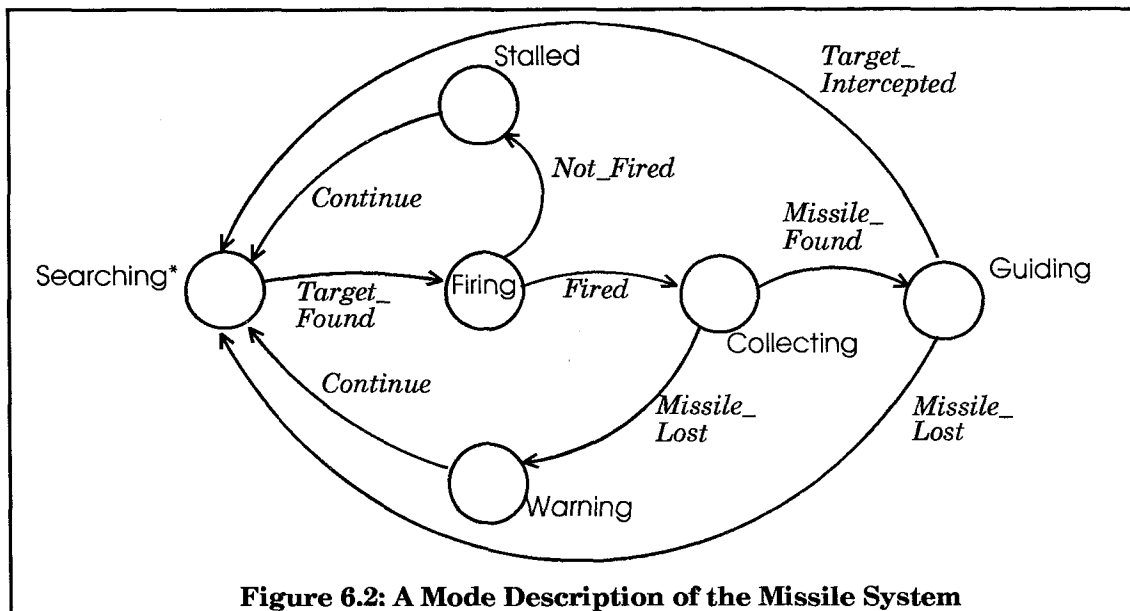 Stalled
Target_
Intercepted
Not_Fired
Continue
Missile_
Found
Searching*
Firing
Fired
Guiding
Target_
Found
Collecting
Continue
Missile_
Lost
Missile_
Lost
Warning
Figure 6.2: A Mode Description of the Missile System